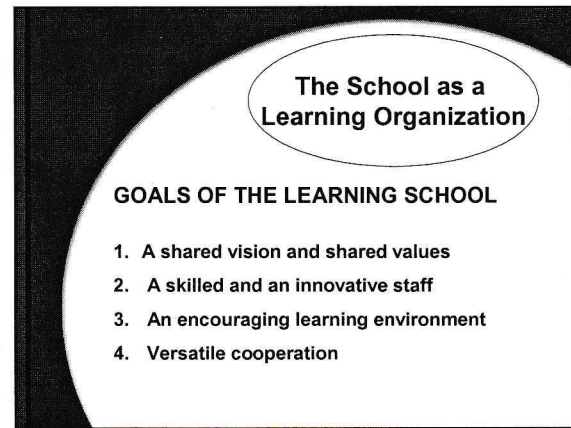 The School as a
Learning Organization
GOALS OF THE LEARNING SCHOOL
1. A shared vision and shared values
2. A skilled and an innovative staff
3. An encouraging learning environment
4. Versatile cooperation